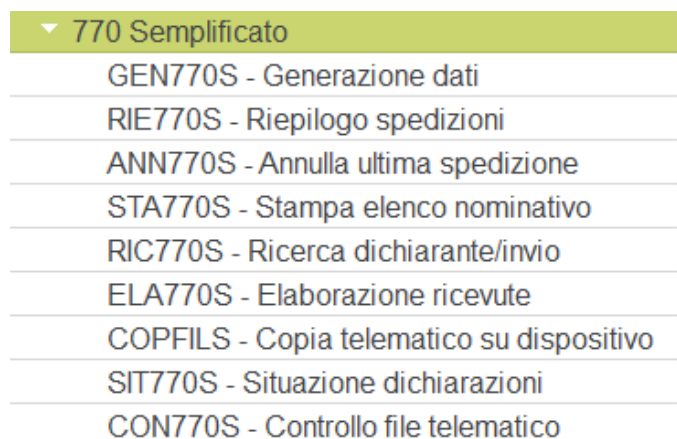 770 Semplificato
GEN770S - Generazione dati
RIE770S - Riepilogo spedizioni
ANN770S - Annulla ultima spedizione
STA770S - Stampa elenco nominativo
RIC770S - Ricerca dichiarante/invio
ELA770S - Elaborazione ricevute
COPFILS - Copia telematico su dispositivo
SIT770S - Situazione dichiarazioni
CON770S - Controllo file telematico